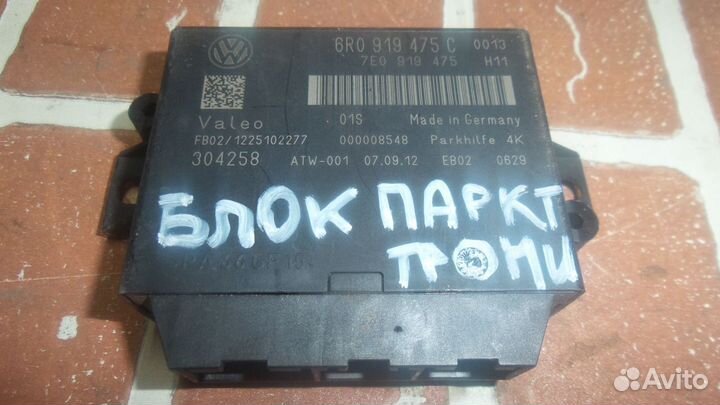 6R0 919 475 C 0013
7E0 919 475 H11
Valeo 01S Made in Germany
FB02/1225102277 000008548 Parkhilfe 4K
304258 ATW-001 07.09.12 EB02 0629
БЛОК ПАРКТ
ТРОНИ
Avito